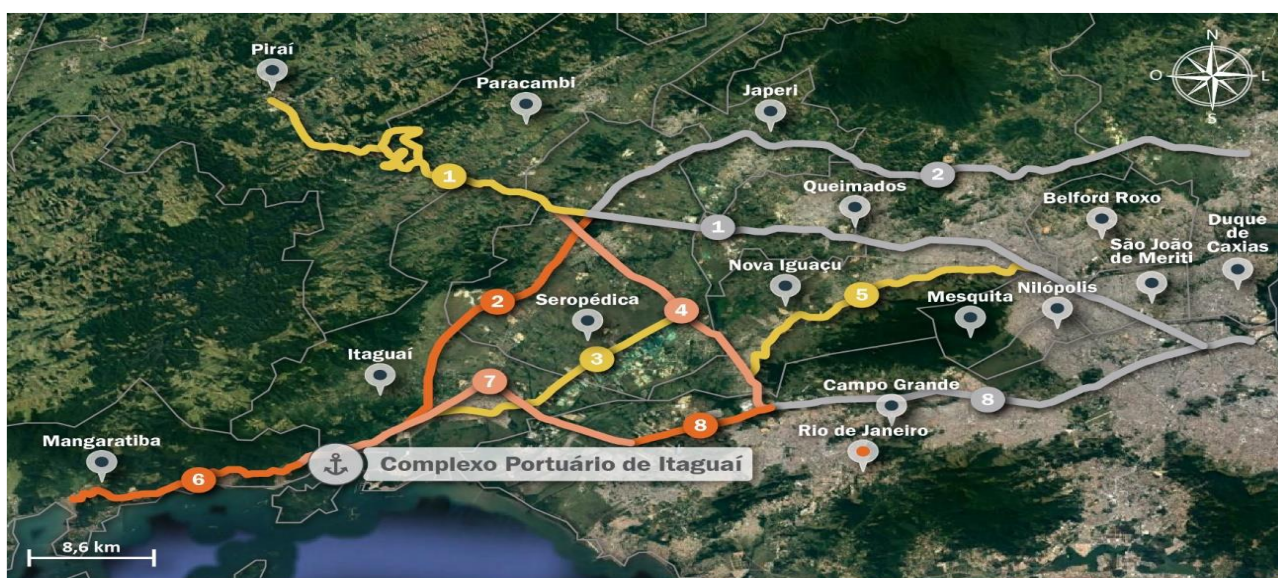 N
O
L
S
Piraí
Paracambi
Japeri
1
2
Queimados
Belford Roxo
Duque
de
Caxias
São João
de Meriti
1
Nova Iguaçu
2
Seropédica
4
5
Mesquita
Nilópolis
Itaguaí
3
7
Campo Grande
8
8
Rio de Janeiro
Mangaratiba
6
Complexo Portuário de Itaguaí
8,6 km